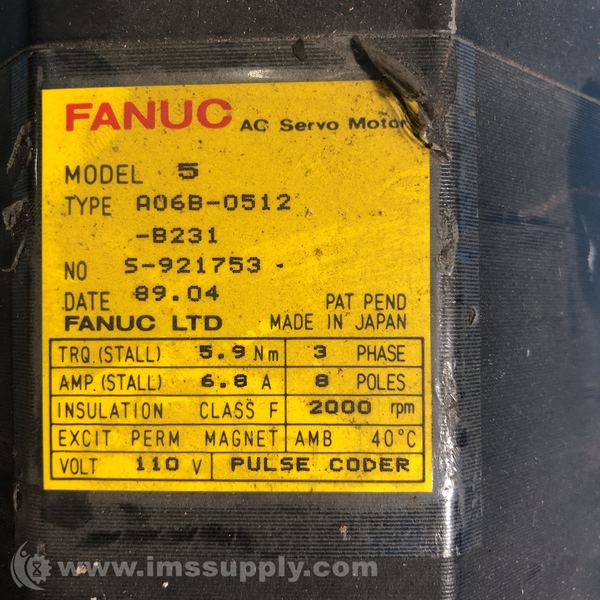 FANUC AC Servo Motor
MODEL 5
TYPE A06B-0512
-B231
NO S-921753
DATE 89.04
PAT PEND
FANUC LTD MADE IN JAPAN
TRQ.(STALL) 5.9 Nm 3 PHASE
AMP.(STALL) 6.8 A 8 POLES
INSULATION CLASS F 2000 rpm
EXCIT PERM MAGNET AMB 40°C
VOLT 110 V PULSE CODER
www.imssupply.com